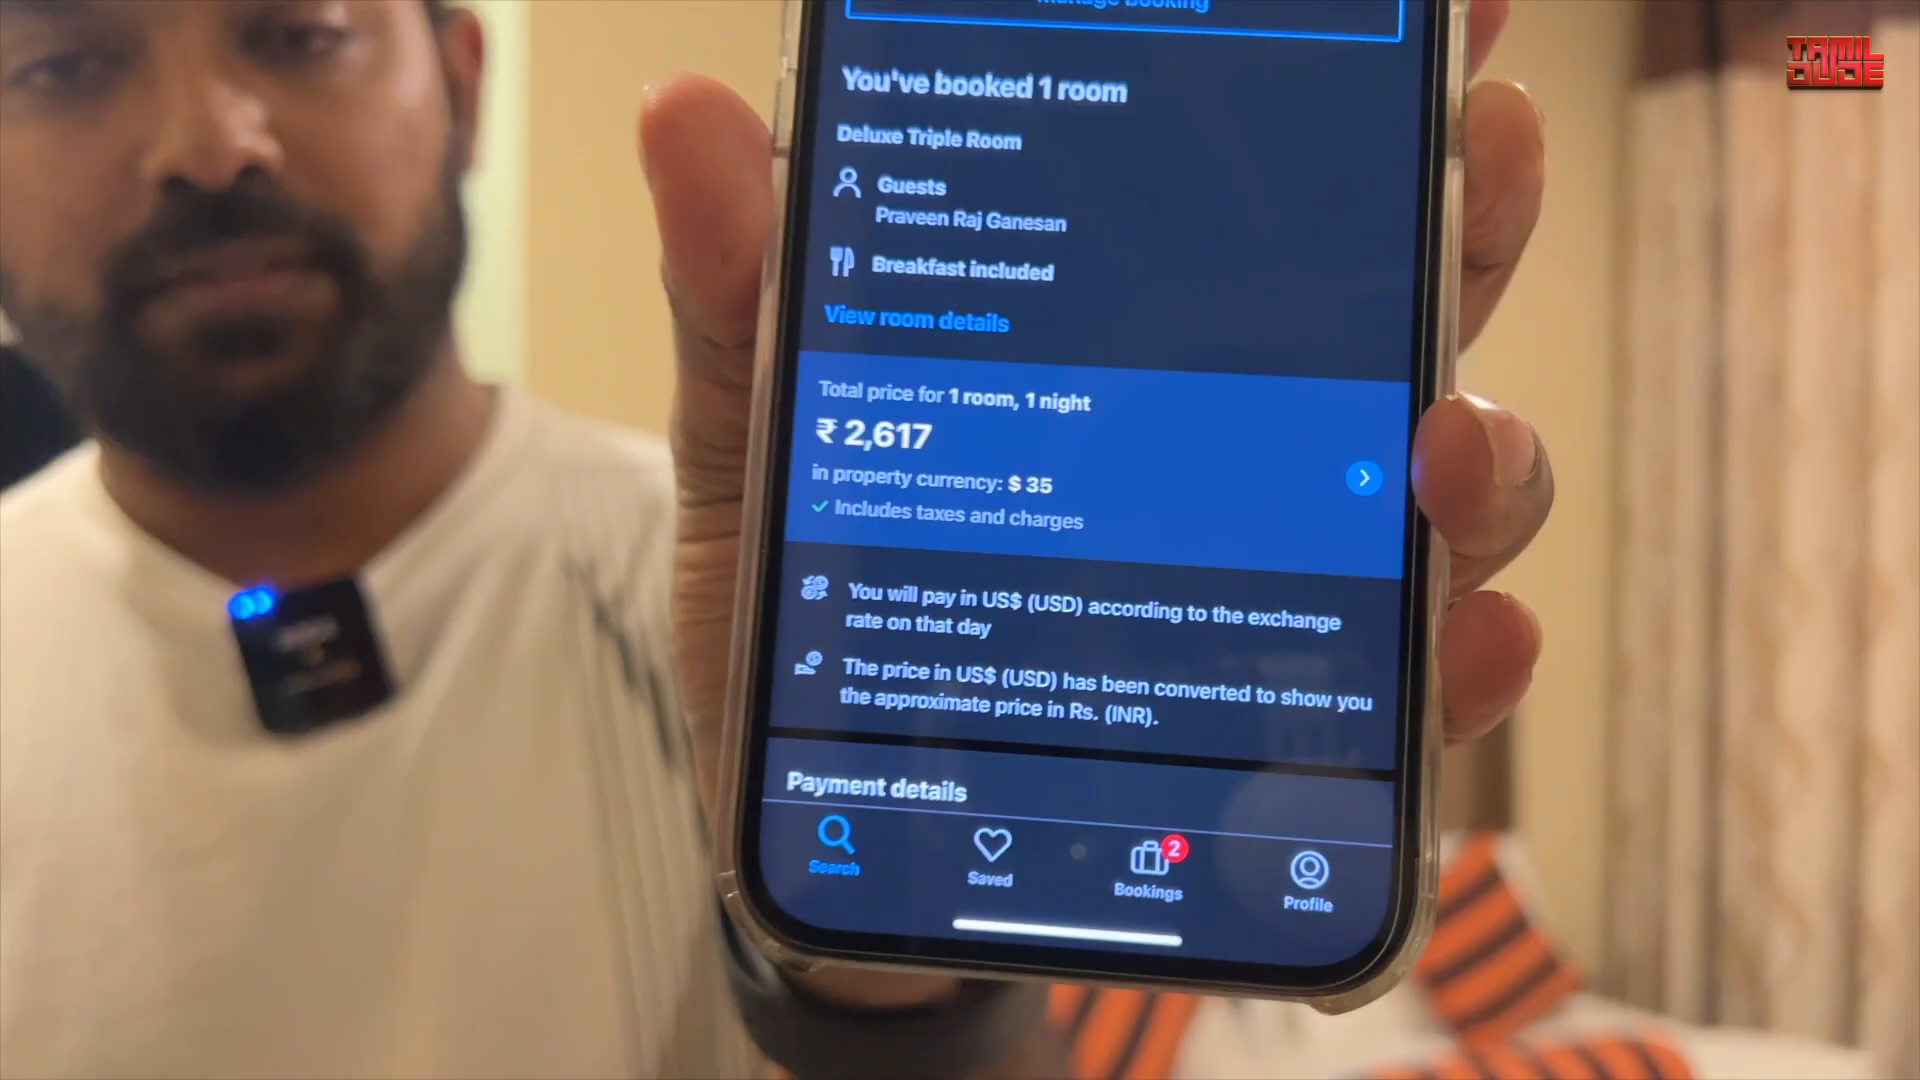 TAMIL
DUDE
Manage booking
You've booked 1 room
Deluxe Triple Room
Guests
Praveen Raj Ganesan
Breakfast included
View room details
Total price for 1 room, 1 night
₹ 2,617
in property currency: $ 35
Includes taxes and charges
You will pay in US$ (USD) according to the exchange
rate on that day
The price in US$ (USD) has been converted to show you
the approximate price in Rs. (INR).
Payment details
Search
Saved
2
Bookings
Profile